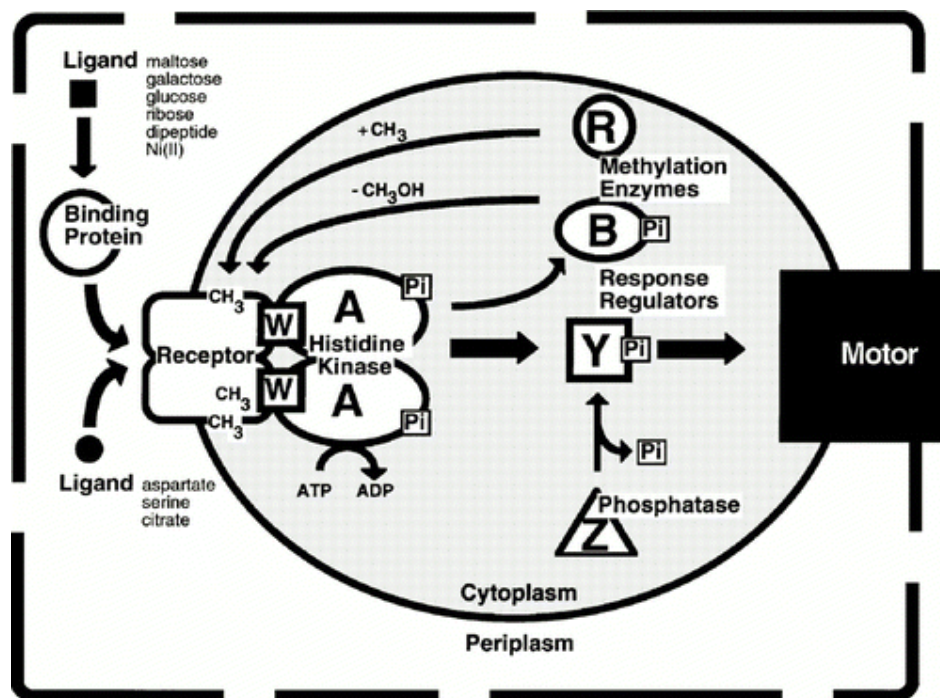 Ligand maltose
galactose
glucose
ribose
dipeptide
Ni(II)
Binding
Protein
+CH3
- CH3OH
R
Methylation
Enzymes
B Pi
Response
Regulators
CH3
W
A
Pi
Receptor
Histidine
Kinase
CH3
W
A
CH3
Pi
Y Pi
Motor
Ligand aspartate
serine
citrate
ATP ADP
Pi
Phosphatase
Z
Cytoplasm
Periplasm